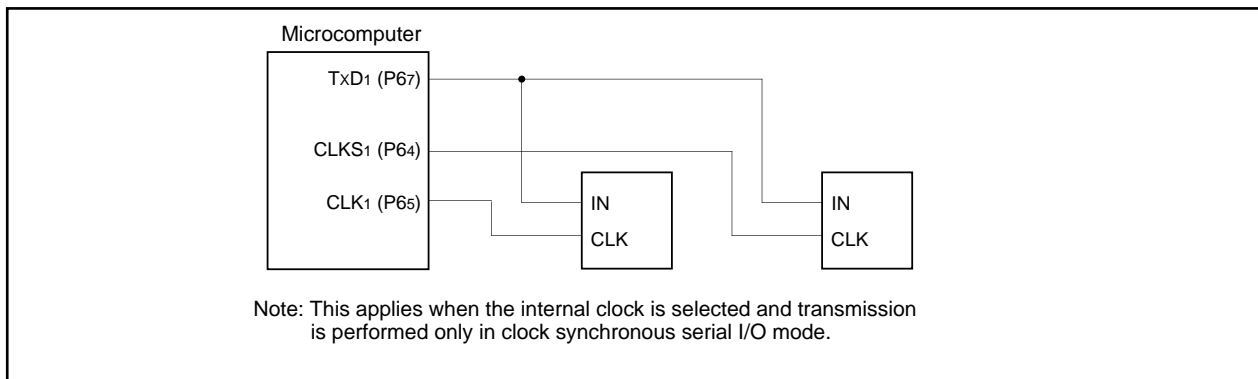 Microcomputer
TXD1 (P67)
CLKS1 (P64)
CLK1 (P65)
IN
CLK
IN
CLK
Note: This applies when the internal clock is selected and transmission
is performed only in clock synchronous serial I/O mode.